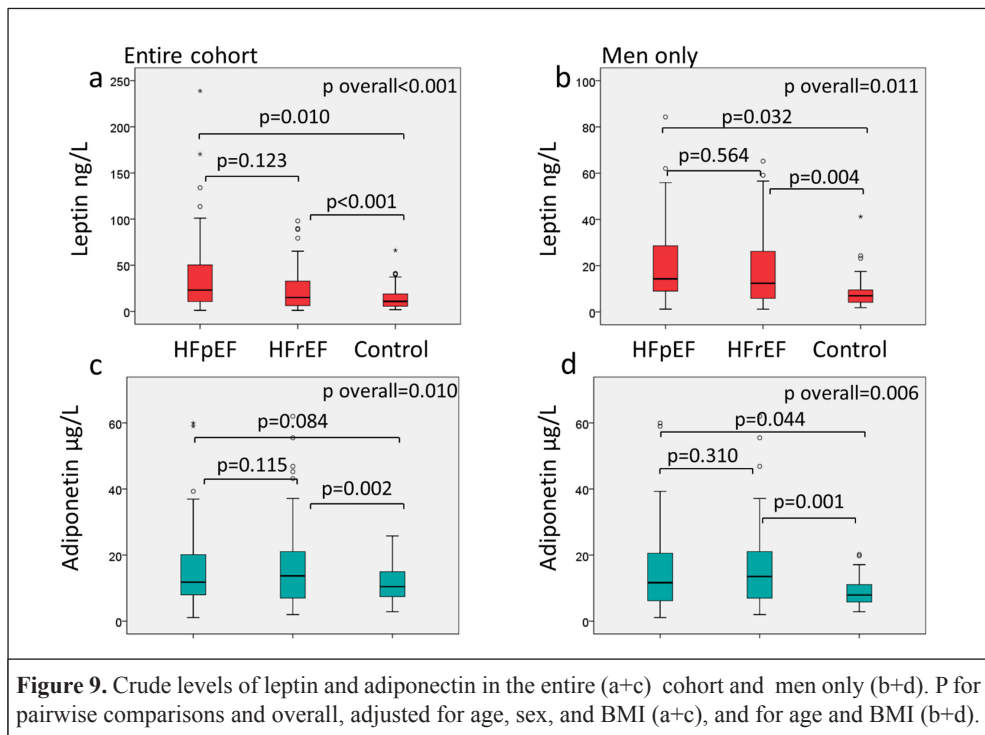 Entire cohort
Men only
a
p overall<0.001
p=0.010
p=0.123
p<0.001
Leptin ng/L
250
200
150
100
50
0
HFpEF HFrEF Control
b
p overall=0.011
p=0.032
p=0.564
p=0.004
Leptin ng/L
100
80
60
40
20
0
HFpEF HFrEF Control
c
p overall=0.010
p=0.084
p=0.115
p=0.002
Adiponetin µg/L
60
40
20
0
d
p overall=0.006
p=0.044
p=0.310
p=0.001
Adiponetin µg/L
60
40
20
0
Figure 9. Crude levels of leptin and adiponectin in the entire (a+c) cohort and men only (b+d). P for
pairwise comparisons and overall, adjusted for age, sex, and BMI (a+c), and for age and BMI (b+d).